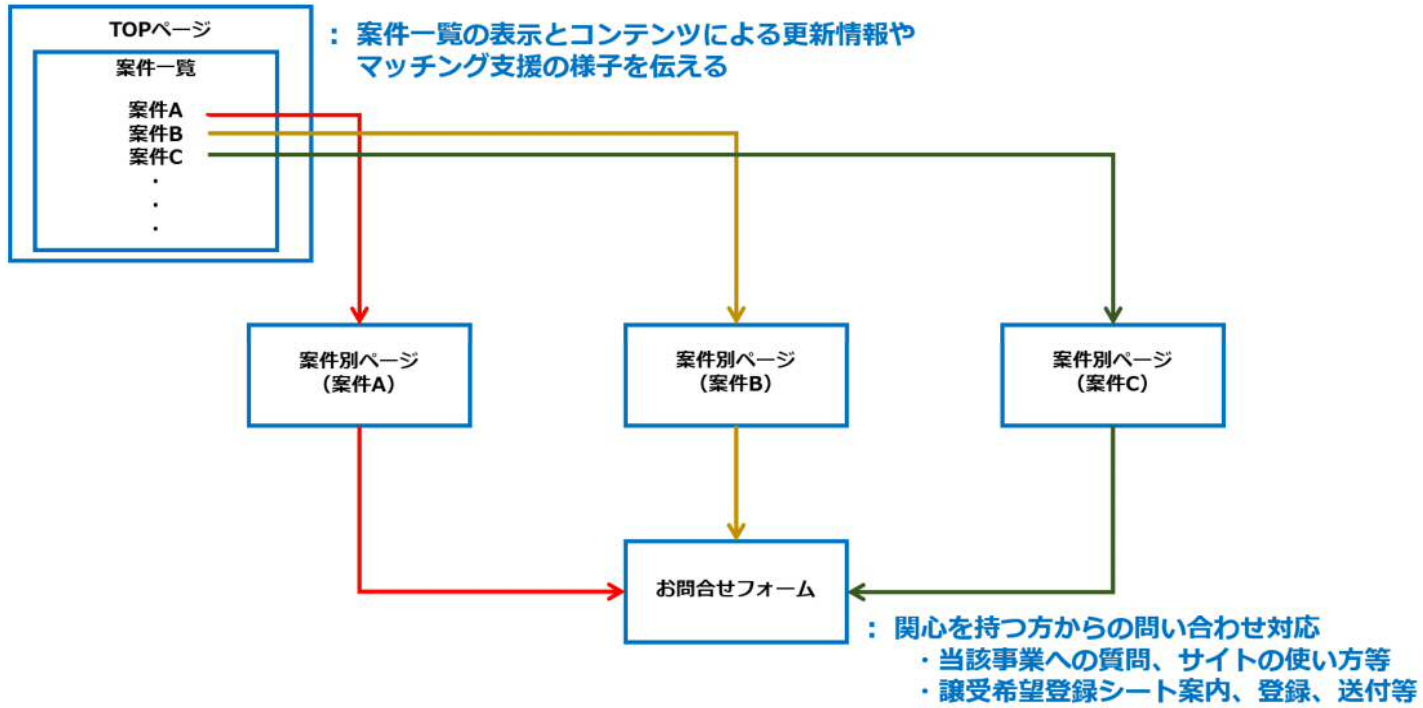 TOPページ
案件一覧
案件A
案件B
案件C
・
・
・
： 案件一覧の表示とコンテンツによる更新情報や
マッチング支援の様子を伝える
案件別ページ
（案件A）
案件別ページ
（案件B）
案件別ページ
（案件C）
お問合せフォーム
： 関心を持つ方からの問い合わせ対応
・当該事業への質問、サイトの使い方等
・譲受希望登録シート案内、登録、送付等